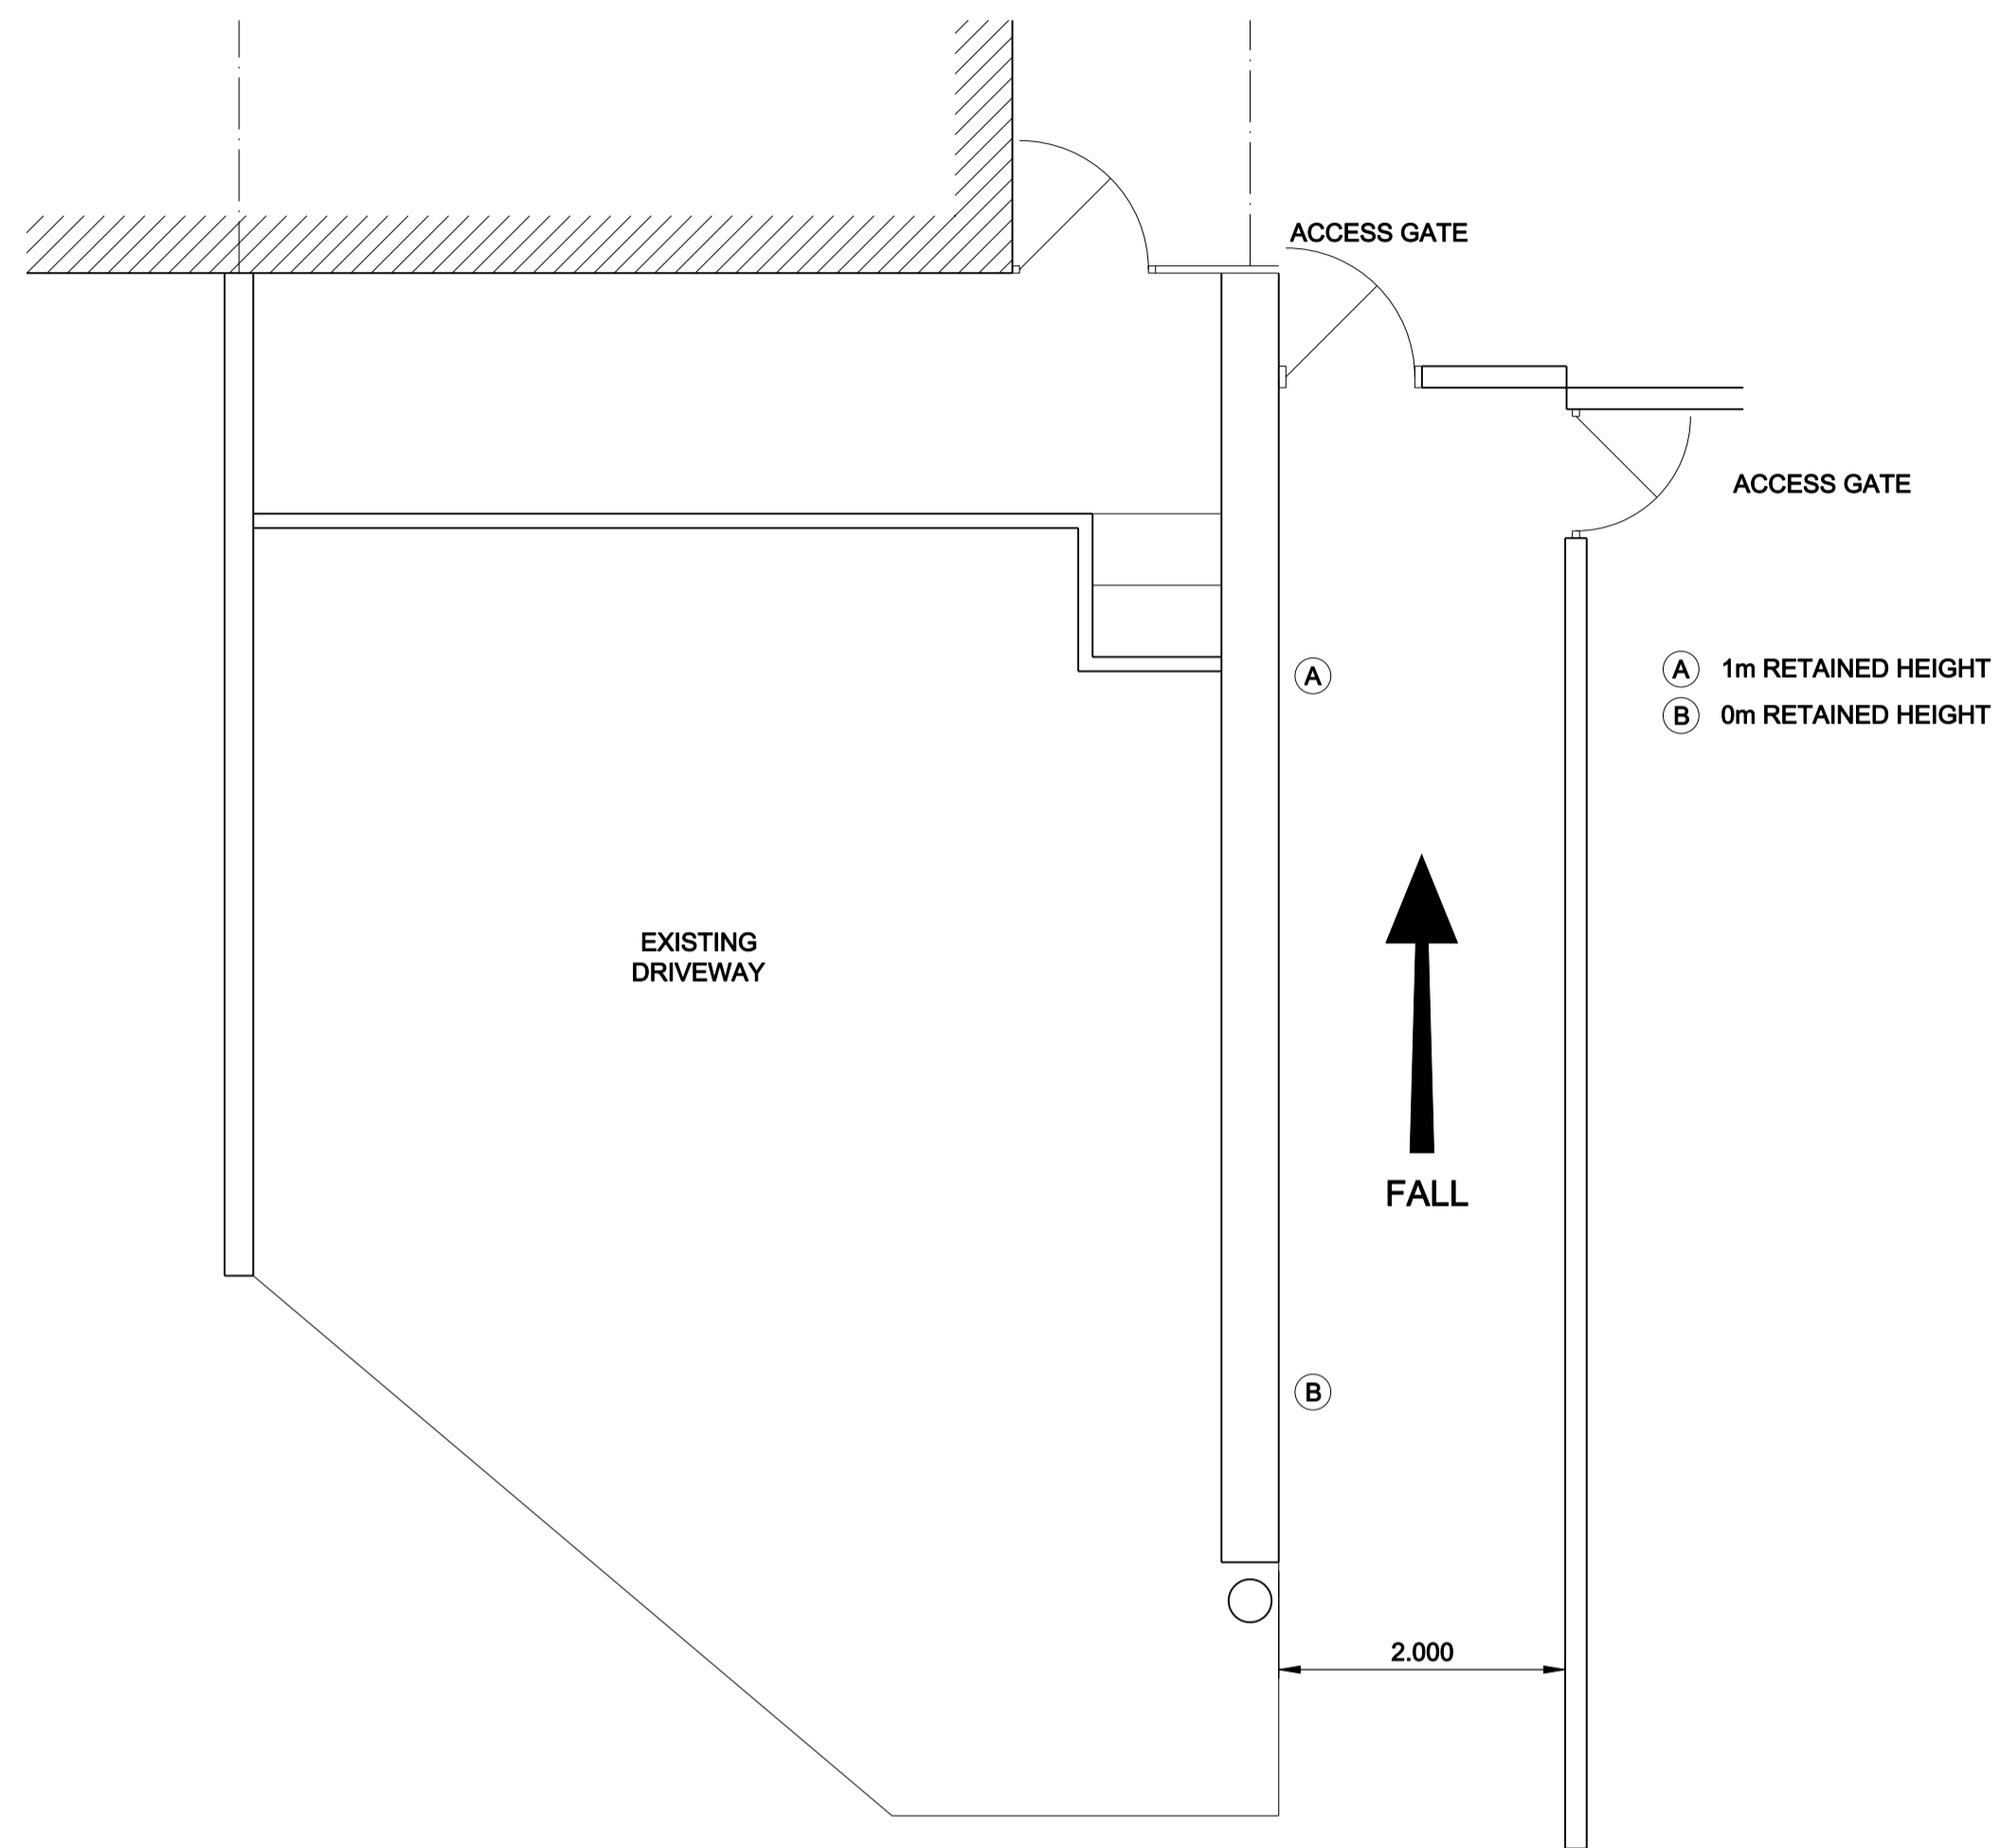 ACCESS GATE
ACCESS GATE
A 1m RETAINED HEIGHT
A
B 0m RETAINED HEIGHT
EXISTING
DRIVEWAY
FALL
B
2.000